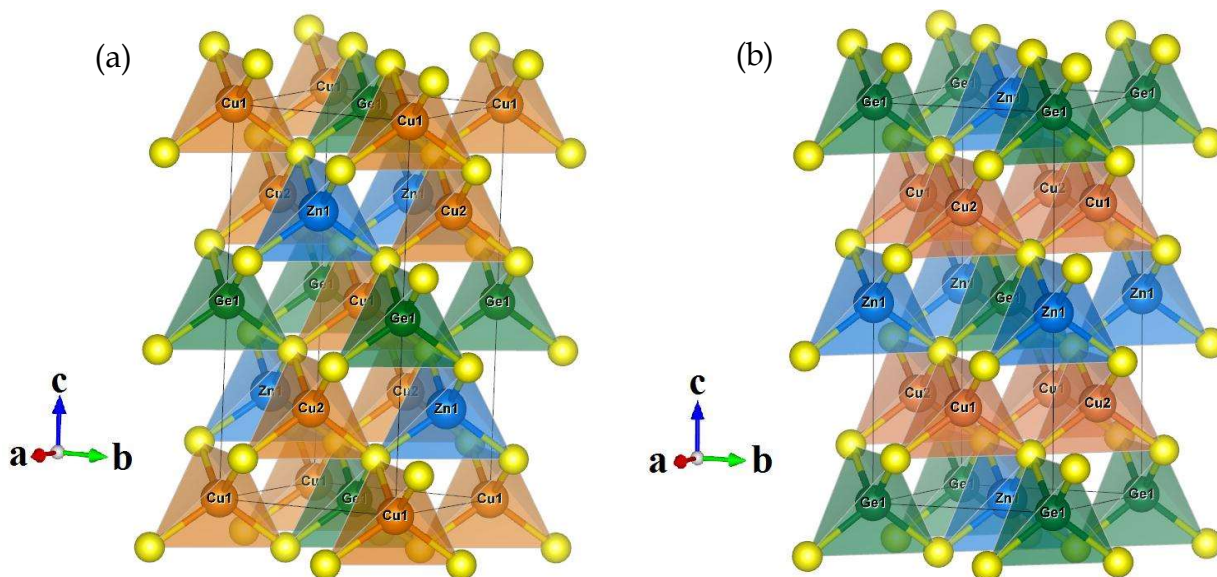 (a)
Cu1 Cu1 Ge1 Cu1 Cu1
Cu2 Zn1 Zn1 Cu2
Ge1 Ge1 Cu1 Ge1 Ge1
Zn1 Cu2 Cu2 Zn1
Cu1 Cu1 Ge1 Cu1 Cu1
c
a b
(b)
Ge1 Ge1 Zn1 Ge1 Ge1
Cu1 Cu2 Cu2 Cu1
Zn1 Zn1 Ge1 Zn1 Zn1
Cu2 Cu1 Cu1 Cu2
Ge1 Ge1 Zn1 Ge1 Ge1
c
a b